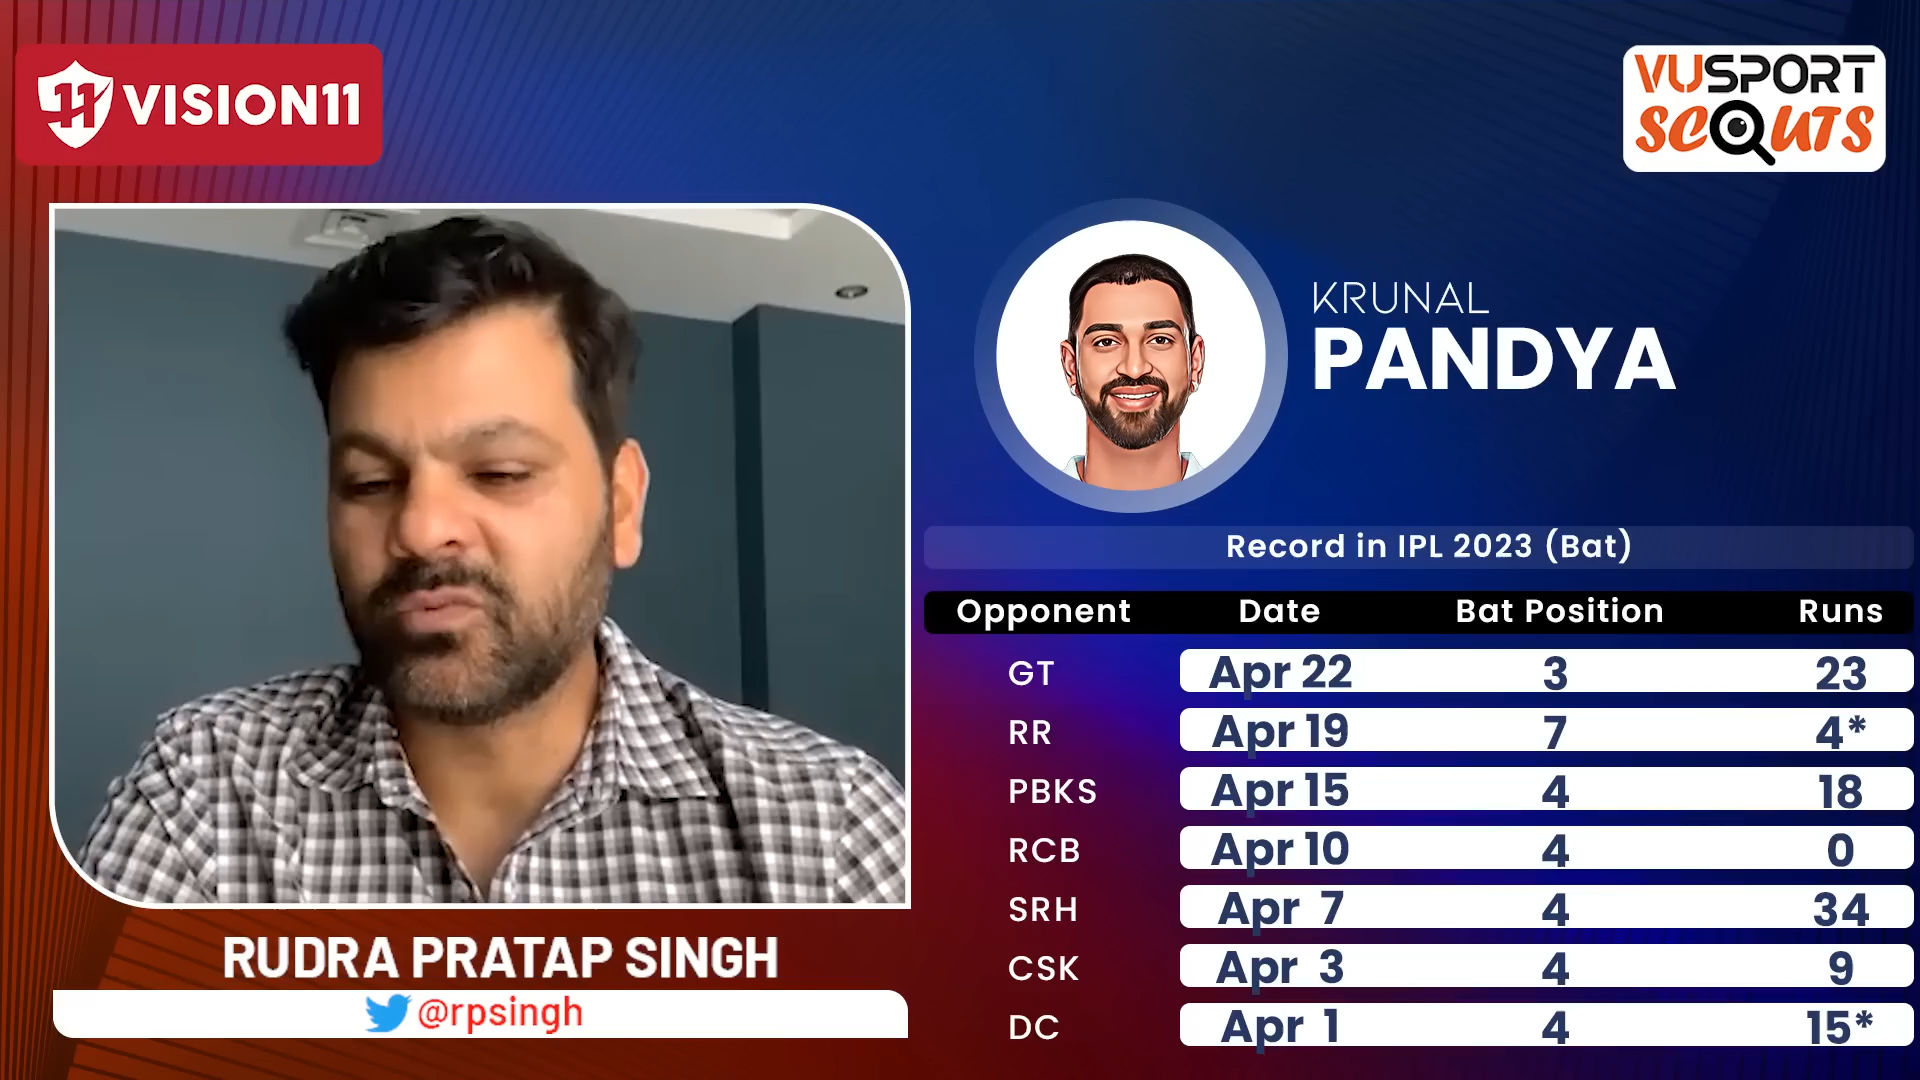 VISION11
VUSPORT
SCOUTS
KRUNAL
PANDYA
Record in IPL 2023 (Bat)
Opponent Date Bat Position Runs
GT Apr 22 3 23
RR Apr 19 7 4*
PBKS Apr 15 4 18
RCB Apr 10 4 0
SRH Apr 7 4 34
CSK Apr 3 4 9
DC Apr 1 4 15*
RUDRA PRATAP SINGH
@rpsingh